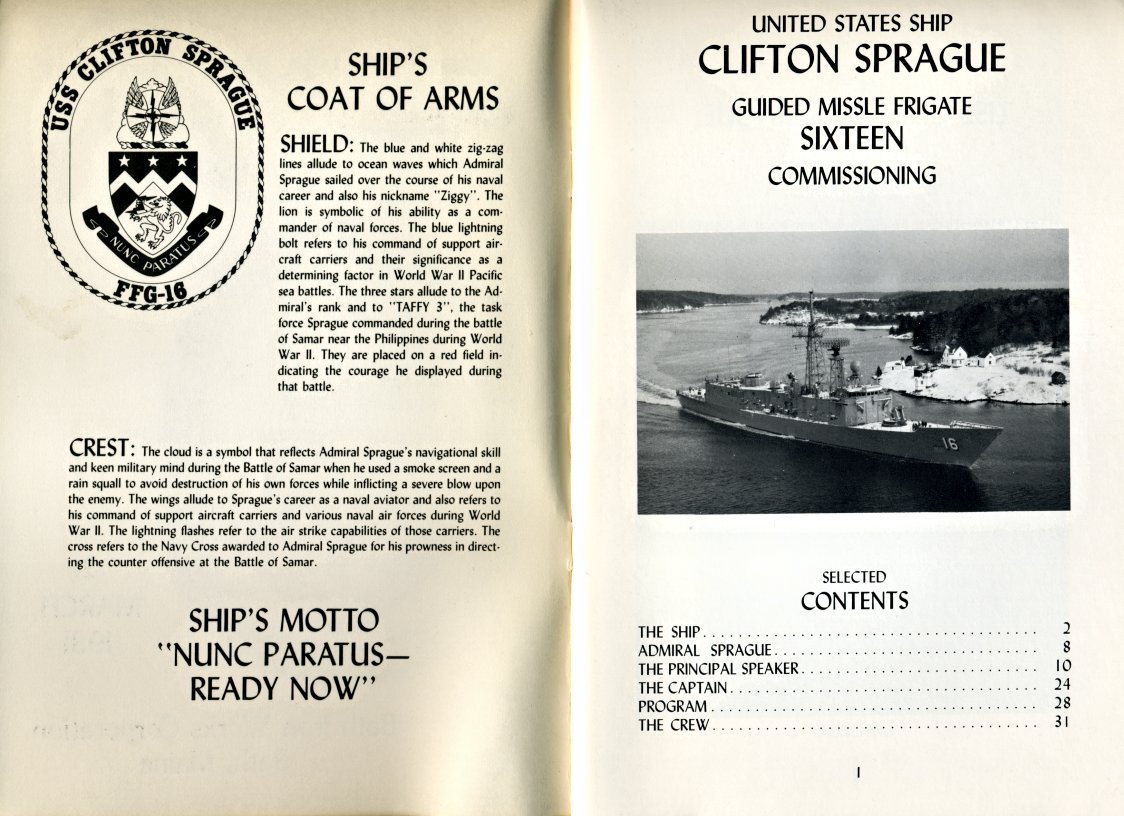 USS CLIFTON SPRAGUE
NUNC PARATUS
FFG-16
SHIP'S
COAT OF ARMS
SHIELD: The blue and white zig-zag
lines allude to ocean waves which Admiral
Sprague sailed over the course of his naval
career and also his nickname "Ziggy". The
lion is symbolic of his ability as a com-
mander of naval forces. The blue lightning
bolt refers to his command of support air-
craft carriers and their significance as a
determining factor in World War II Pacific
sea battles. The three stars allude to the Ad-
miral's rank and to "TAFFY 3", the task
force Sprague commanded during the battle
of Samar near the Philippines during World
War II. They are placed on a red field in-
dicating the courage he displayed during
that battle.
CREST: The cloud is a symbol that reflects Admiral Sprague's navigational skill
and keen military mind during the Battle of Samar when he used a smoke screen and a
rain squall to avoid destruction of his own forces while inflicting a severe blow upon
the enemy. The wings allude to Sprague's career as a naval aviator and also refers to
his command of support aircraft carriers and various naval air forces during World
War II. The lightning flashes refer to the air strike capabilities of those carriers. The
cross refers to the Navy Cross awarded to Admiral Sprague for his prowness in direct-
ing the counter offensive at the Battle of Samar.
SHIP'S MOTTO
"NUNC PARATUS—
READY NOW"
UNITED STATES SHIP
CLIFTON SPRAGUE
GUIDED MISSLE FRIGATE
SIXTEEN
COMMISSIONING
16
SELECTED
CONTENTS
THE SHIP. . . . . . . . . . . . . . . . . . . . . . . . . . . . . . . . . . . . . . 2
ADMIRAL SPRAGUE. . . . . . . . . . . . . . . . . . . . . . . . . . . . . . 8
THE PRINCIPAL SPEAKER. . . . . . . . . . . . . . . . . . . . . . . . . . . 10
THE CAPTAIN. . . . . . . . . . . . . . . . . . . . . . . . . . . . . . . . . . . 24
PROGRAM. . . . . . . . . . . . . . . . . . . . . . . . . . . . . . . . . . . . . 28
THE CREW. . . . . . . . . . . . . . . . . . . . . . . . . . . . . . . . . . . . . 31
1